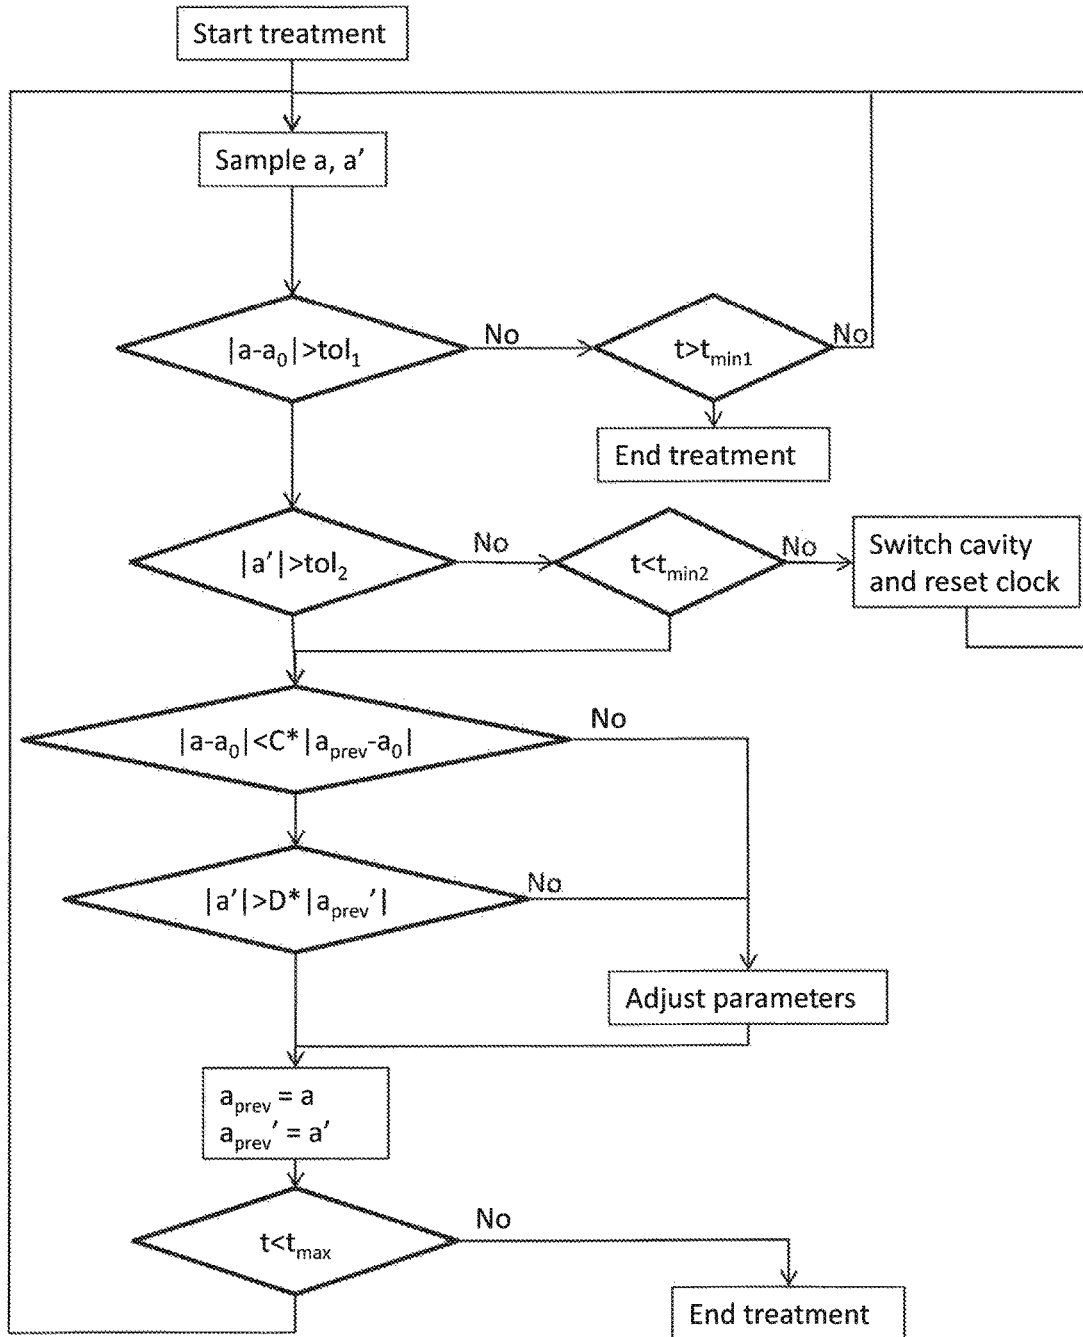 Start treatment
Sample a, a’
|a-a₀|>tol₁
No
t>tₘᵢₙ₁
No
End treatment
|a’|>tol₂
No
t<tₘᵢₙ₂
No
Switch cavity
and reset clock
|a-a₀|<C*|aₚᵣₑᵥ-a₀|
No
|a’|>D*|aₚᵣₑᵥ’|
No
Adjust parameters
aₚᵣₑᵥ = a
aₚᵣₑᵥ’ = a’
t<tₘₐₓ
No
End treatment